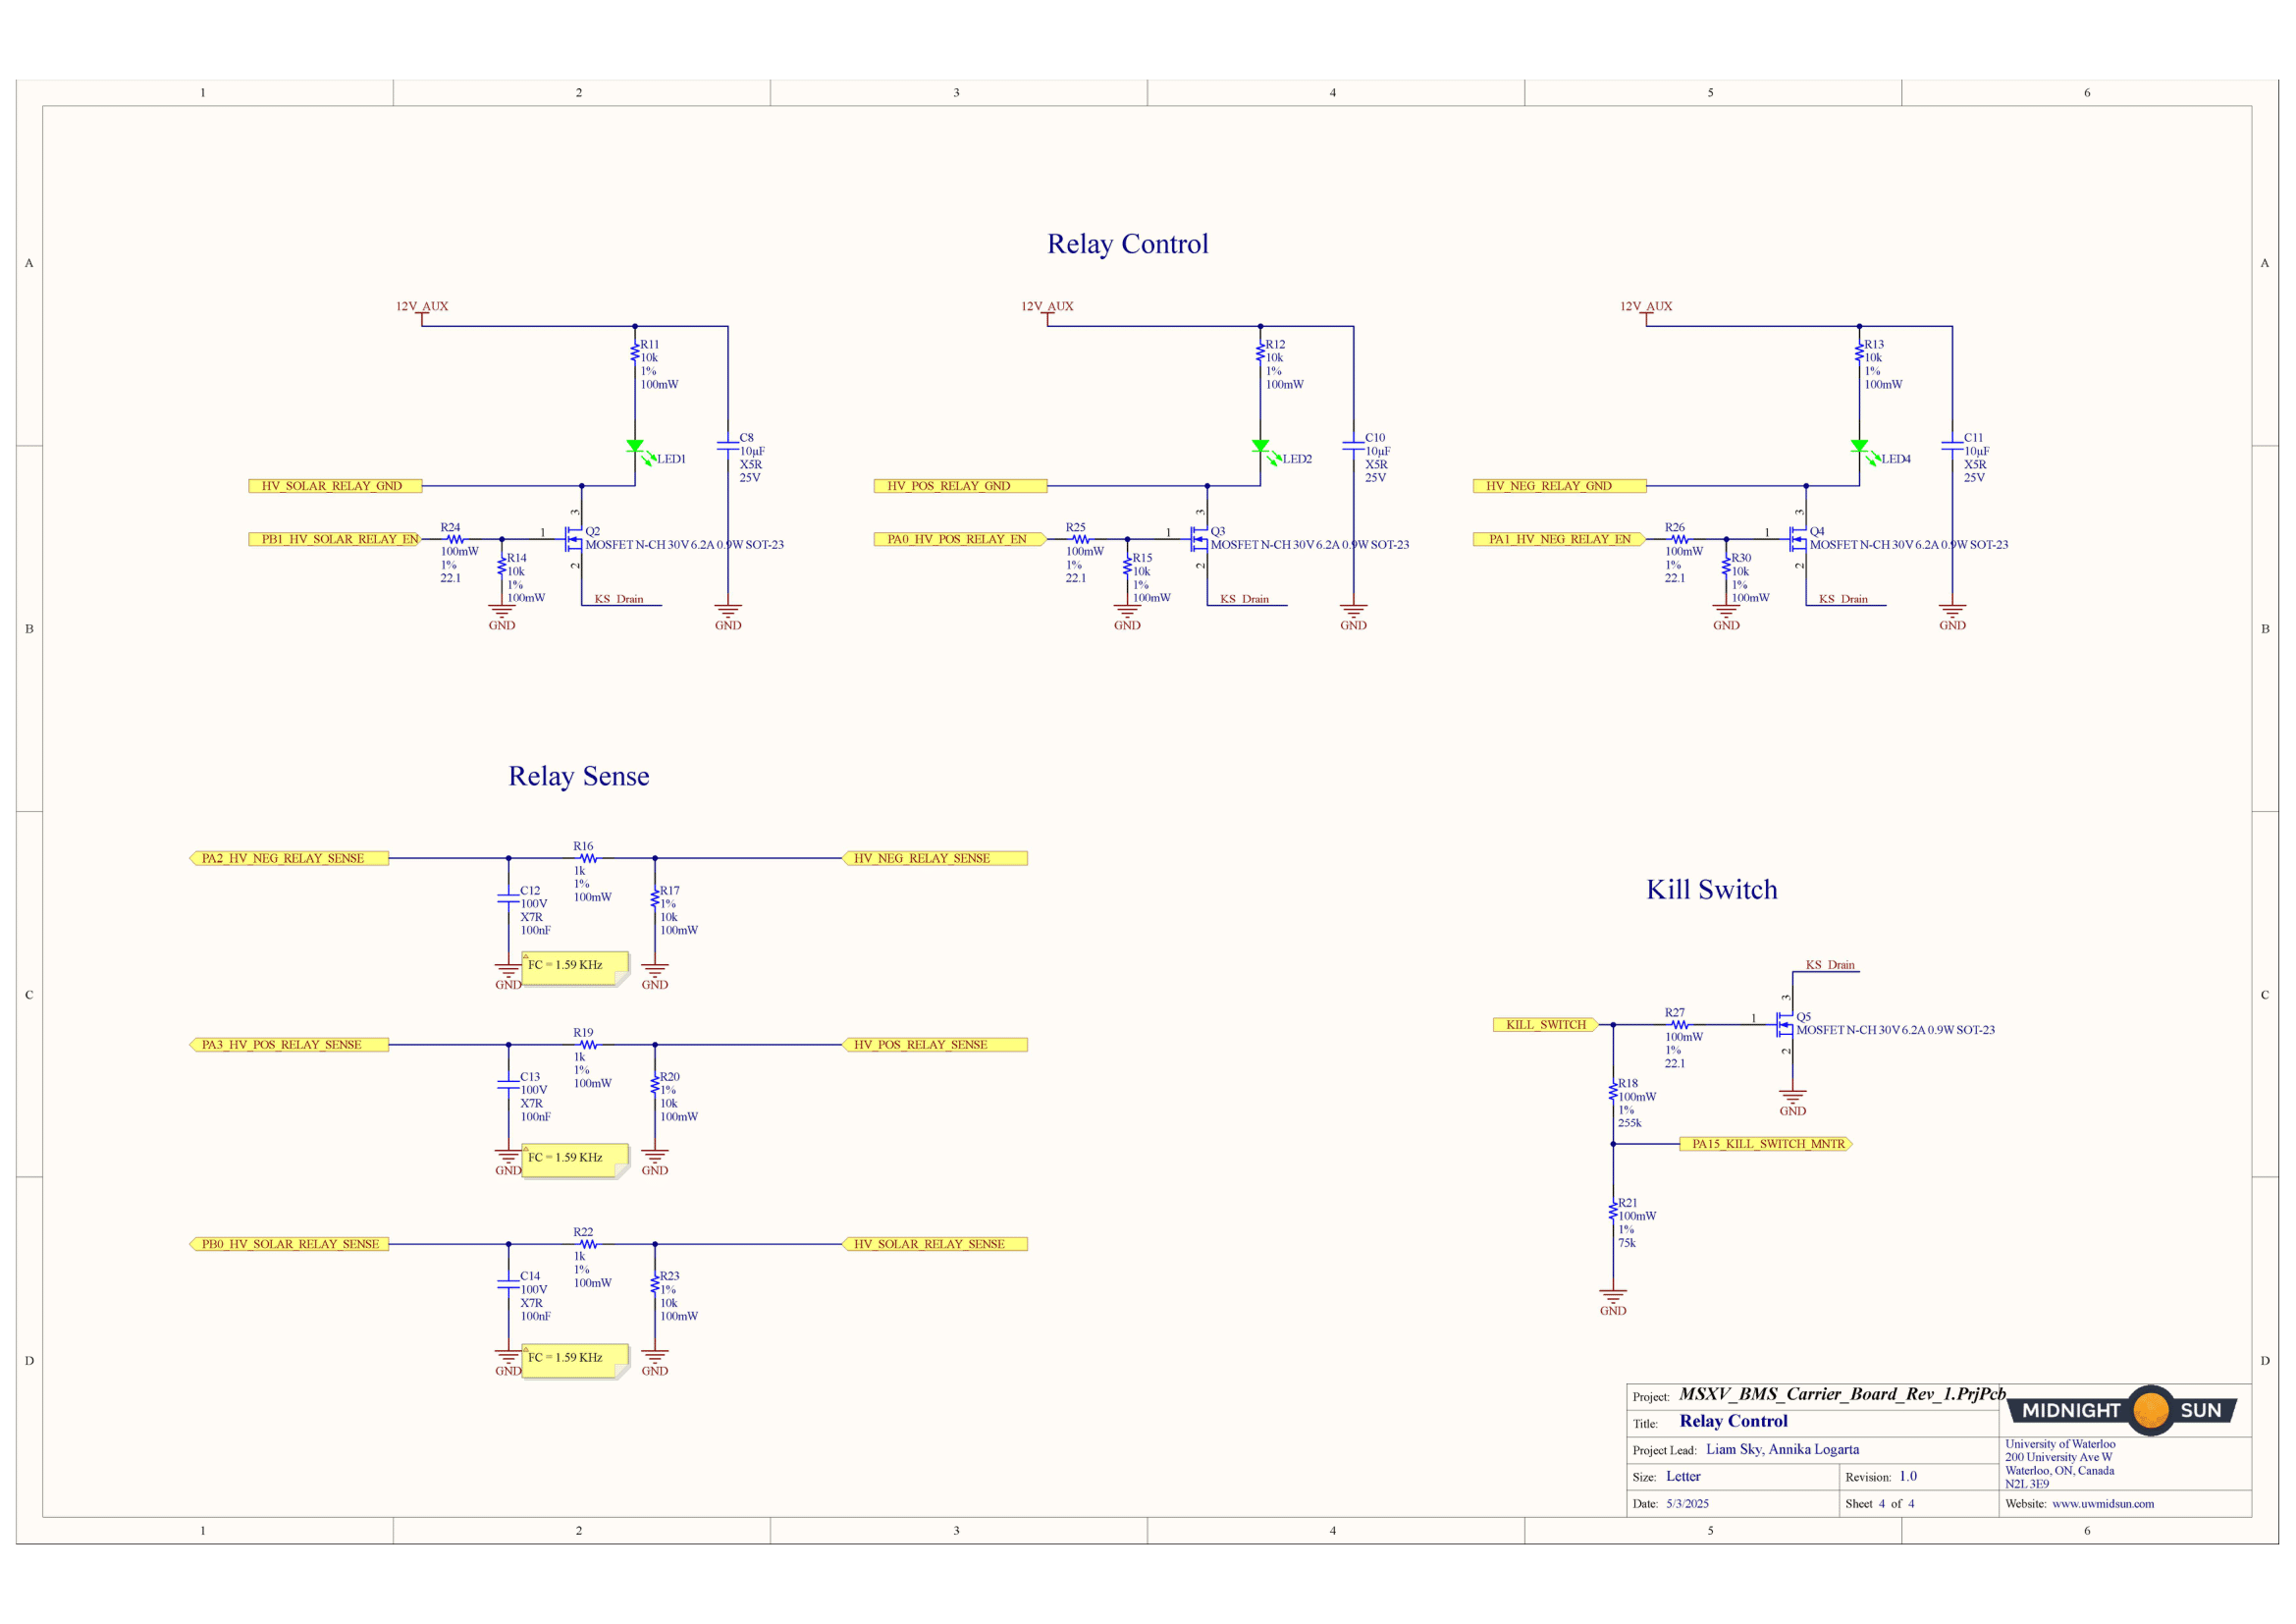 1 2 3 4 5 6
A A
B B
C C
D D
Relay Control
12V_AUX
R11
10k
1%
100mW
LED1
C8
10µF
X5R
25V
HV_SOLAR_RELAY_GND
PB1_HV_SOLAR_RELAY_EN
R24
100mW
1%
22.1
R14
10k
1%
100mW
GND
1
3
2
Q2
MOSFET N-CH 30V 6.2A 0.9W SOT-23
KS_Drain
GND
12V_AUX
R12
10k
1%
100mW
LED2
C10
10µF
X5R
25V
HV_POS_RELAY_GND
PA0_HV_POS_RELAY_EN
R25
100mW
1%
22.1
R15
10k
1%
100mW
GND
1
3
2
Q3
MOSFET N-CH 30V 6.2A 0.9W SOT-23
KS_Drain
GND
12V_AUX
R13
10k
1%
100mW
LED4
C11
10µF
X5R
25V
HV_NEG_RELAY_GND
PA1_HV_NEG_RELAY_EN
R26
100mW
1%
22.1
R30
10k
1%
100mW
GND
1
3
2
Q4
MOSFET N-CH 30V 6.2A 0.9W SOT-23
KS_Drain
GND
Relay Sense
PA2_HV_NEG_RELAY_SENSE
R16
1k
1%
100mW
HV_NEG_RELAY_SENSE
C12
100V
X7R
100nF
R17
1%
10k
100mW
GND
FC = 1.59 KHz
GND
PA3_HV_POS_RELAY_SENSE
R19
1k
1%
100mW
HV_POS_RELAY_SENSE
C13
100V
X7R
100nF
R20
1%
10k
100mW
GND
FC = 1.59 KHz
GND
PB0_HV_SOLAR_RELAY_SENSE
R22
1k
1%
100mW
HV_SOLAR_RELAY_SENSE
C14
100V
X7R
100nF
R23
1%
10k
100mW
GND
FC = 1.59 KHz
GND
Kill Switch
KS_Drain
KILL_SWITCH
R27
100mW
1%
22.1
1
3
2
Q5
MOSFET N-CH 30V 6.2A 0.9W SOT-23
GND
R18
100mW
1%
255k
PA15_KILL_SWITCH_MNTR
R21
100mW
1%
75k
GND
Project: MSXV_BMS_Carrier_Board_Rev_1.PrjPcb
Title: Relay Control
Project Lead: Liam Sky, Annika Logarta
Size: Letter
Revision: 1.0
Date: 5/3/2025
Sheet 4 of 4
MIDNIGHT SUN
University of Waterloo
200 University Ave W
Waterloo, ON, Canada
N2L 3E9
Website: www.uwmidsun.com
1 2 3 4 5 6